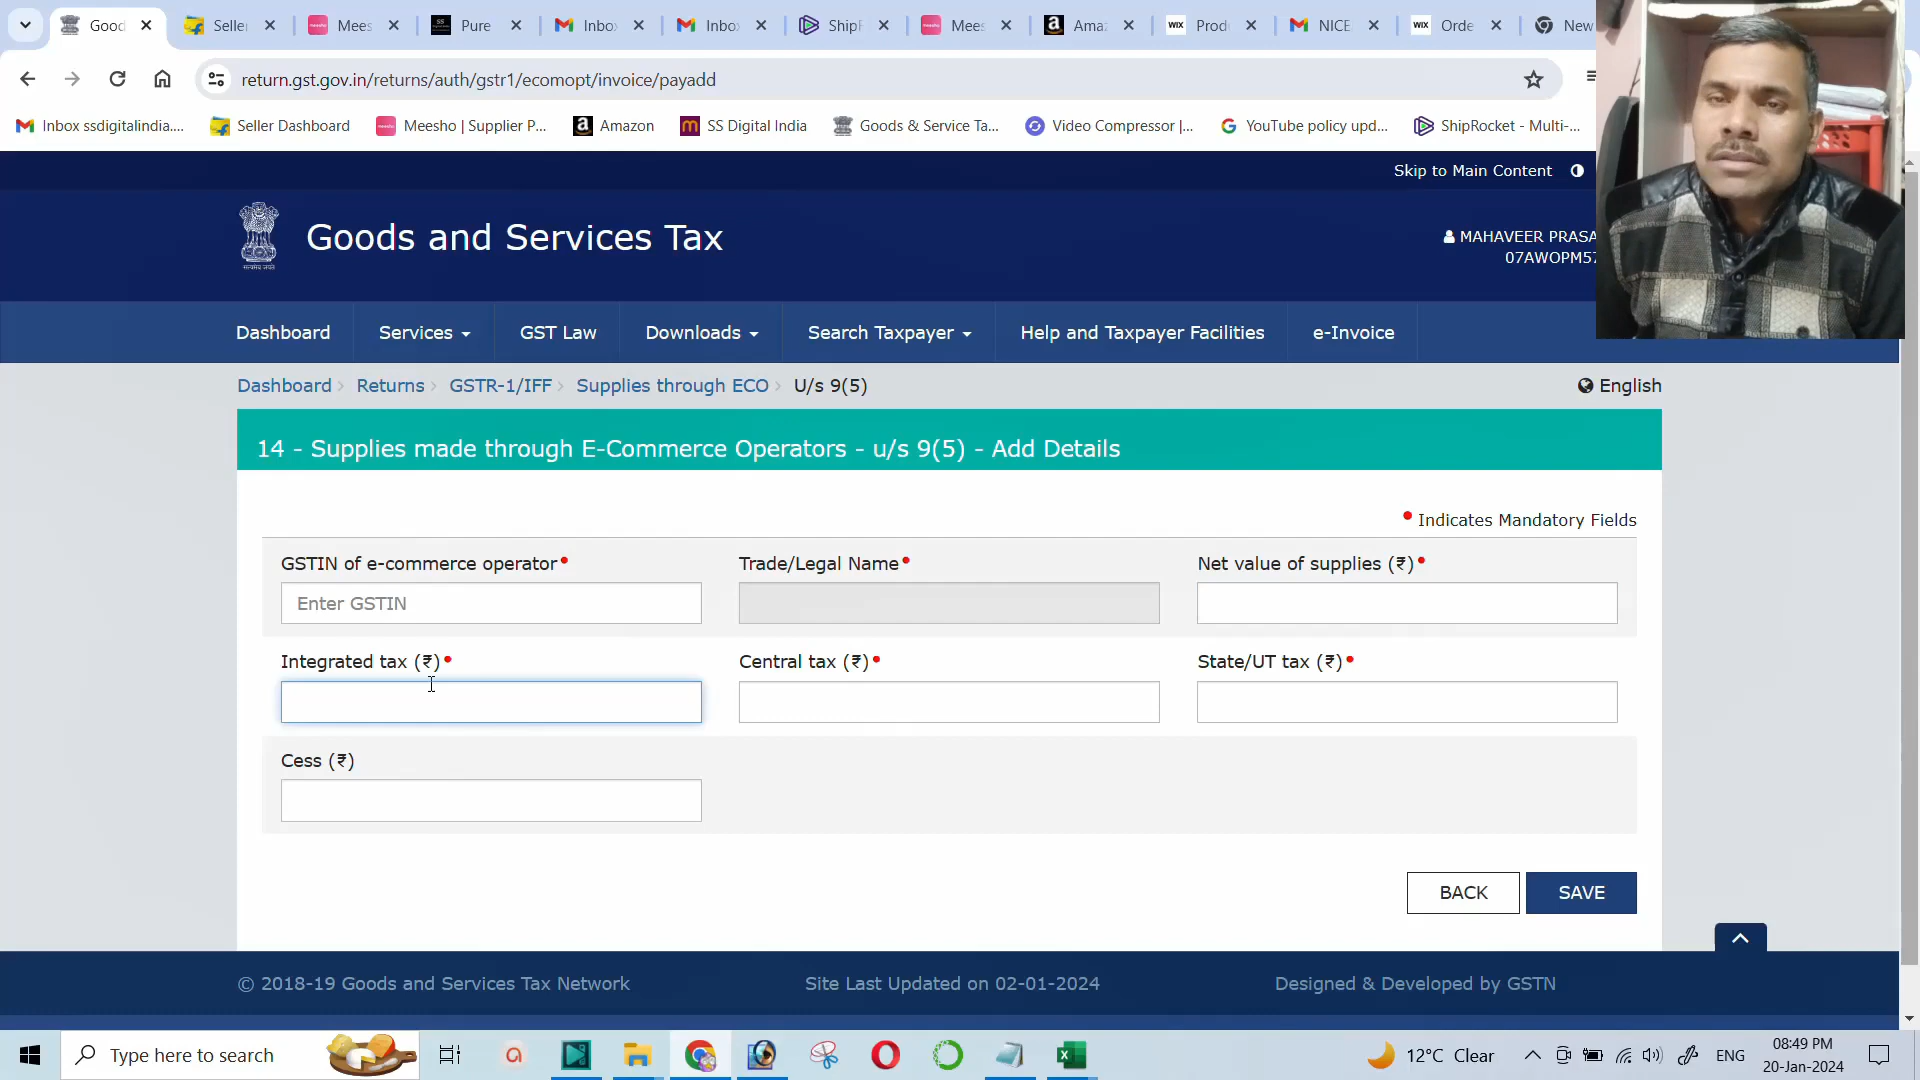 Good
Seller
Mees
Pure
Inbo
Inbo
Ship
Mees
Ama
WIX
Prod
NICE
WIX
Orde
New
return.gst.gov.in/returns/auth/gstr1/ecomopt/invoice/payadd
Inbox ssdigitalindia....
Seller Dashboard
Meesho | Supplier P...
Amazon
SS Digital India
Goods & Service Ta...
Video Compressor |...
YouTube policy upd...
ShipRocket - Multi-...
Skip to Main Content
Goods and Services Tax
सत्यमेव जयते
MAHAVEER PRASA
07AWOPM57
Dashboard
Services
GST Law
Downloads
Search Taxpayer
Help and Taxpayer Facilities
e-Invoice
Dashboard
Returns
GSTR-1/IFF
Supplies through ECO
U/s 9(5)
English
14 - Supplies made through E-Commerce Operators - u/s 9(5) - Add Details
• Indicates Mandatory Fields
GSTIN of e-commerce operator•
Trade/Legal Name•
Net value of supplies (₹)•
Enter GSTIN
Integrated tax (₹)•
Central tax (₹)•
State/UT tax (₹)•
Cess (₹)
BACK
SAVE
© 2018-19 Goods and Services Tax Network
Site Last Updated on 02-01-2024
Designed & Developed by GSTN
Type here to search
12°C Clear
ENG
08:49 PM
20-Jan-2024